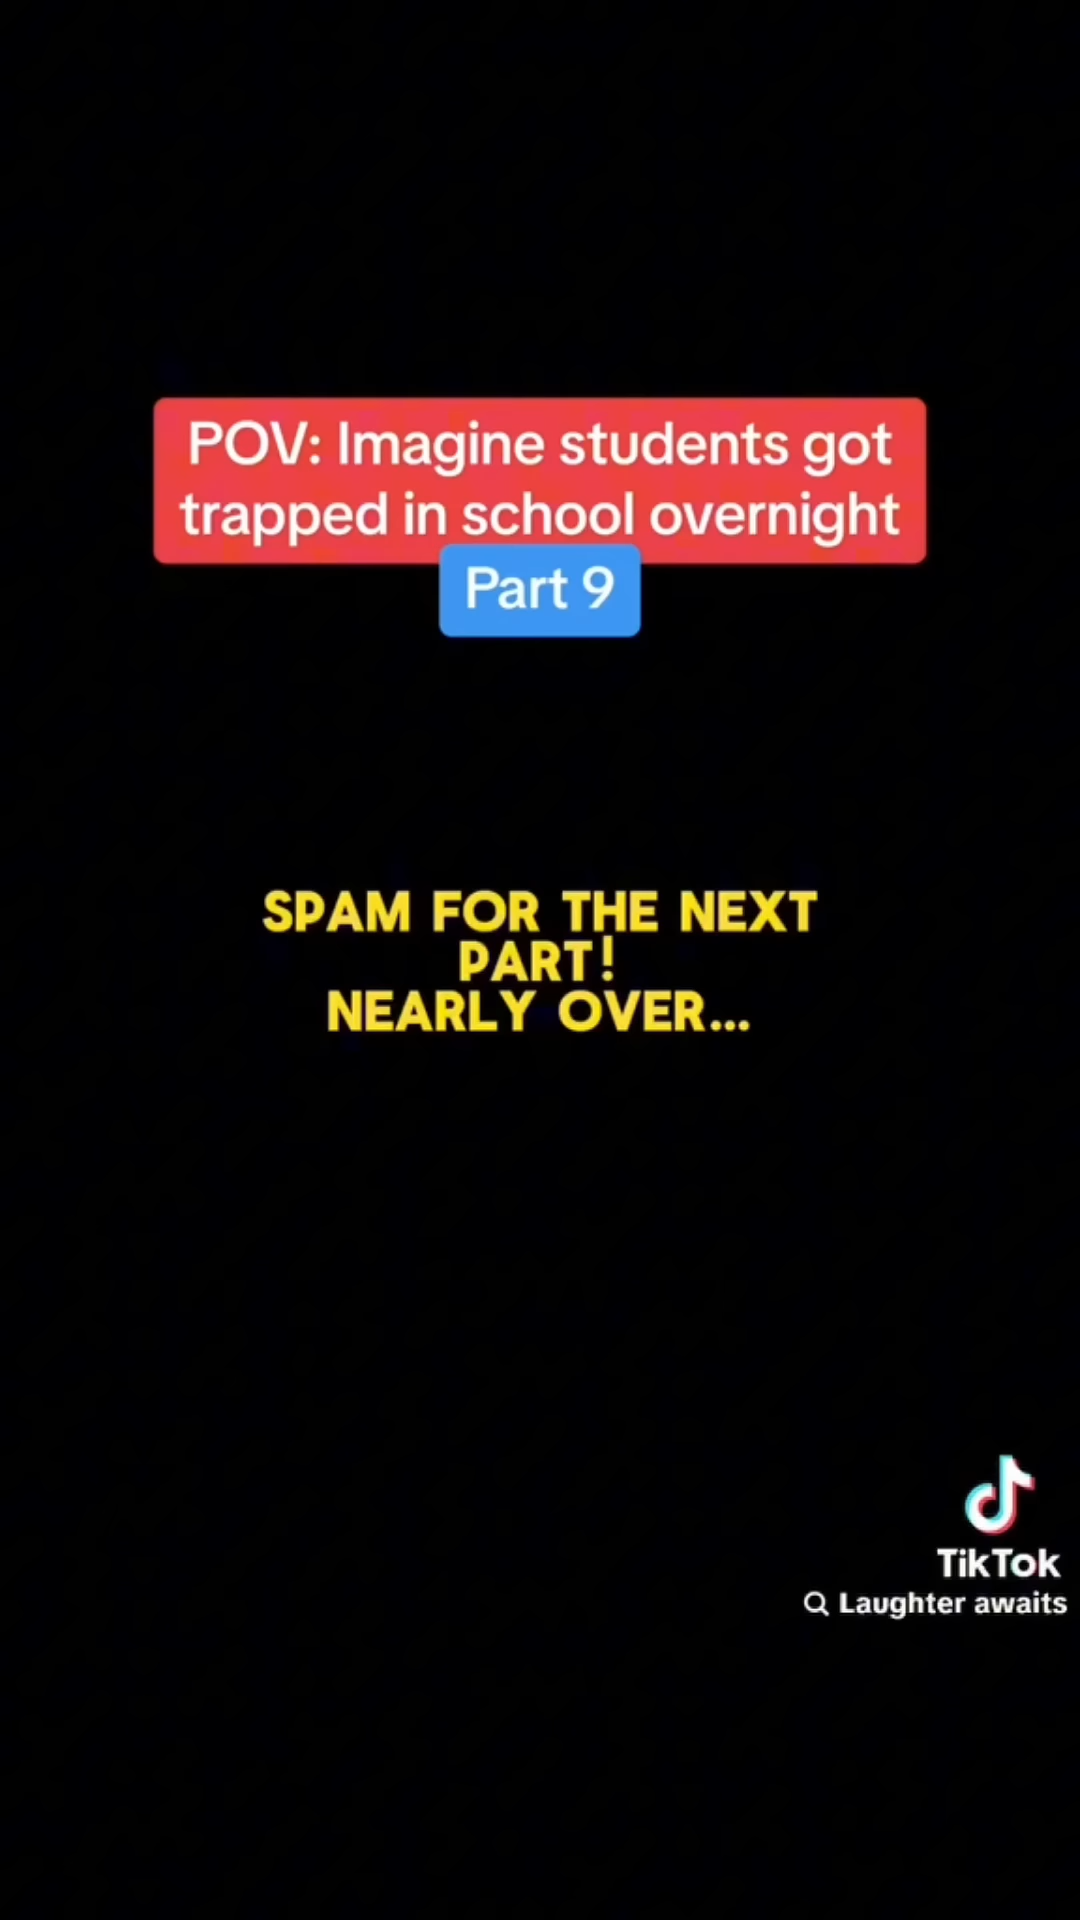 POV: Imagine students got
trapped in school overnight
Part 9
SPAM FOR THE NEXT
PART!
NEARLY OVER...
TikTok
Laughter awaits